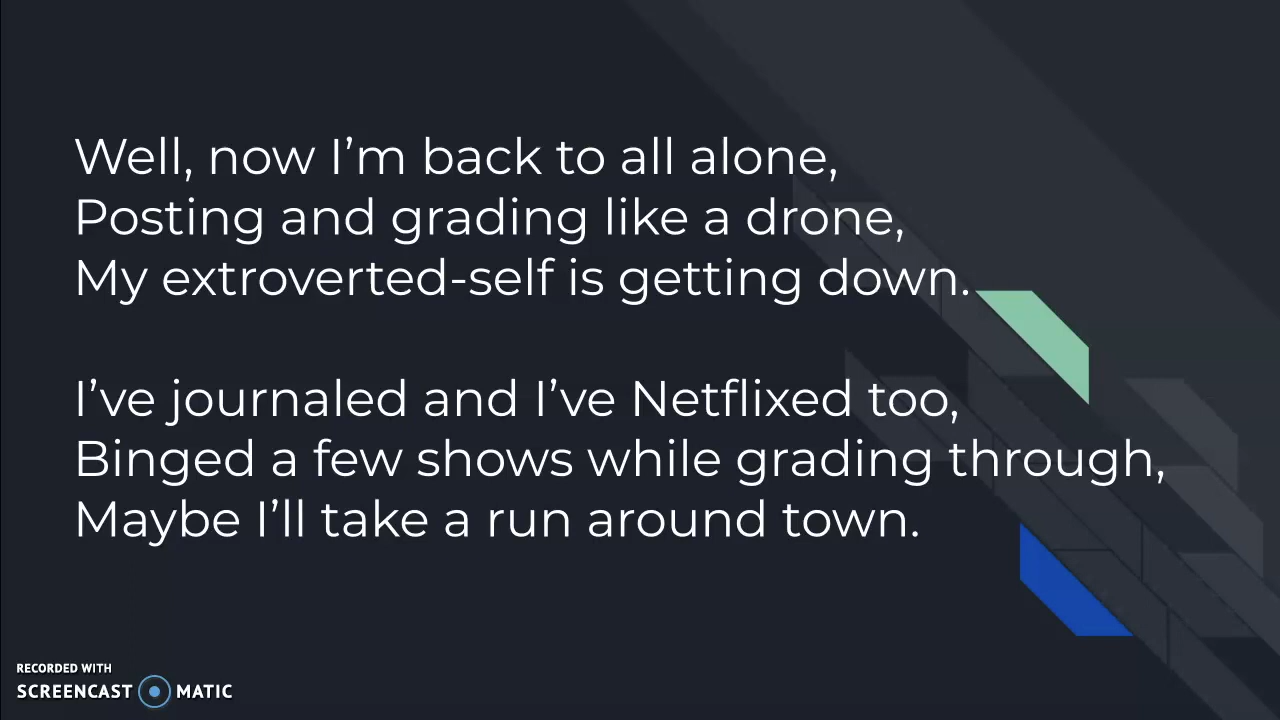 Well, now I’m back to all alone,
Posting and grading like a drone,
My extroverted-self is getting down.
I’ve journaled and I’ve Netflixed too,
Binged a few shows while grading through,
Maybe I’ll take a run around town.
RECORDED WITH
SCREENCAST MATIC